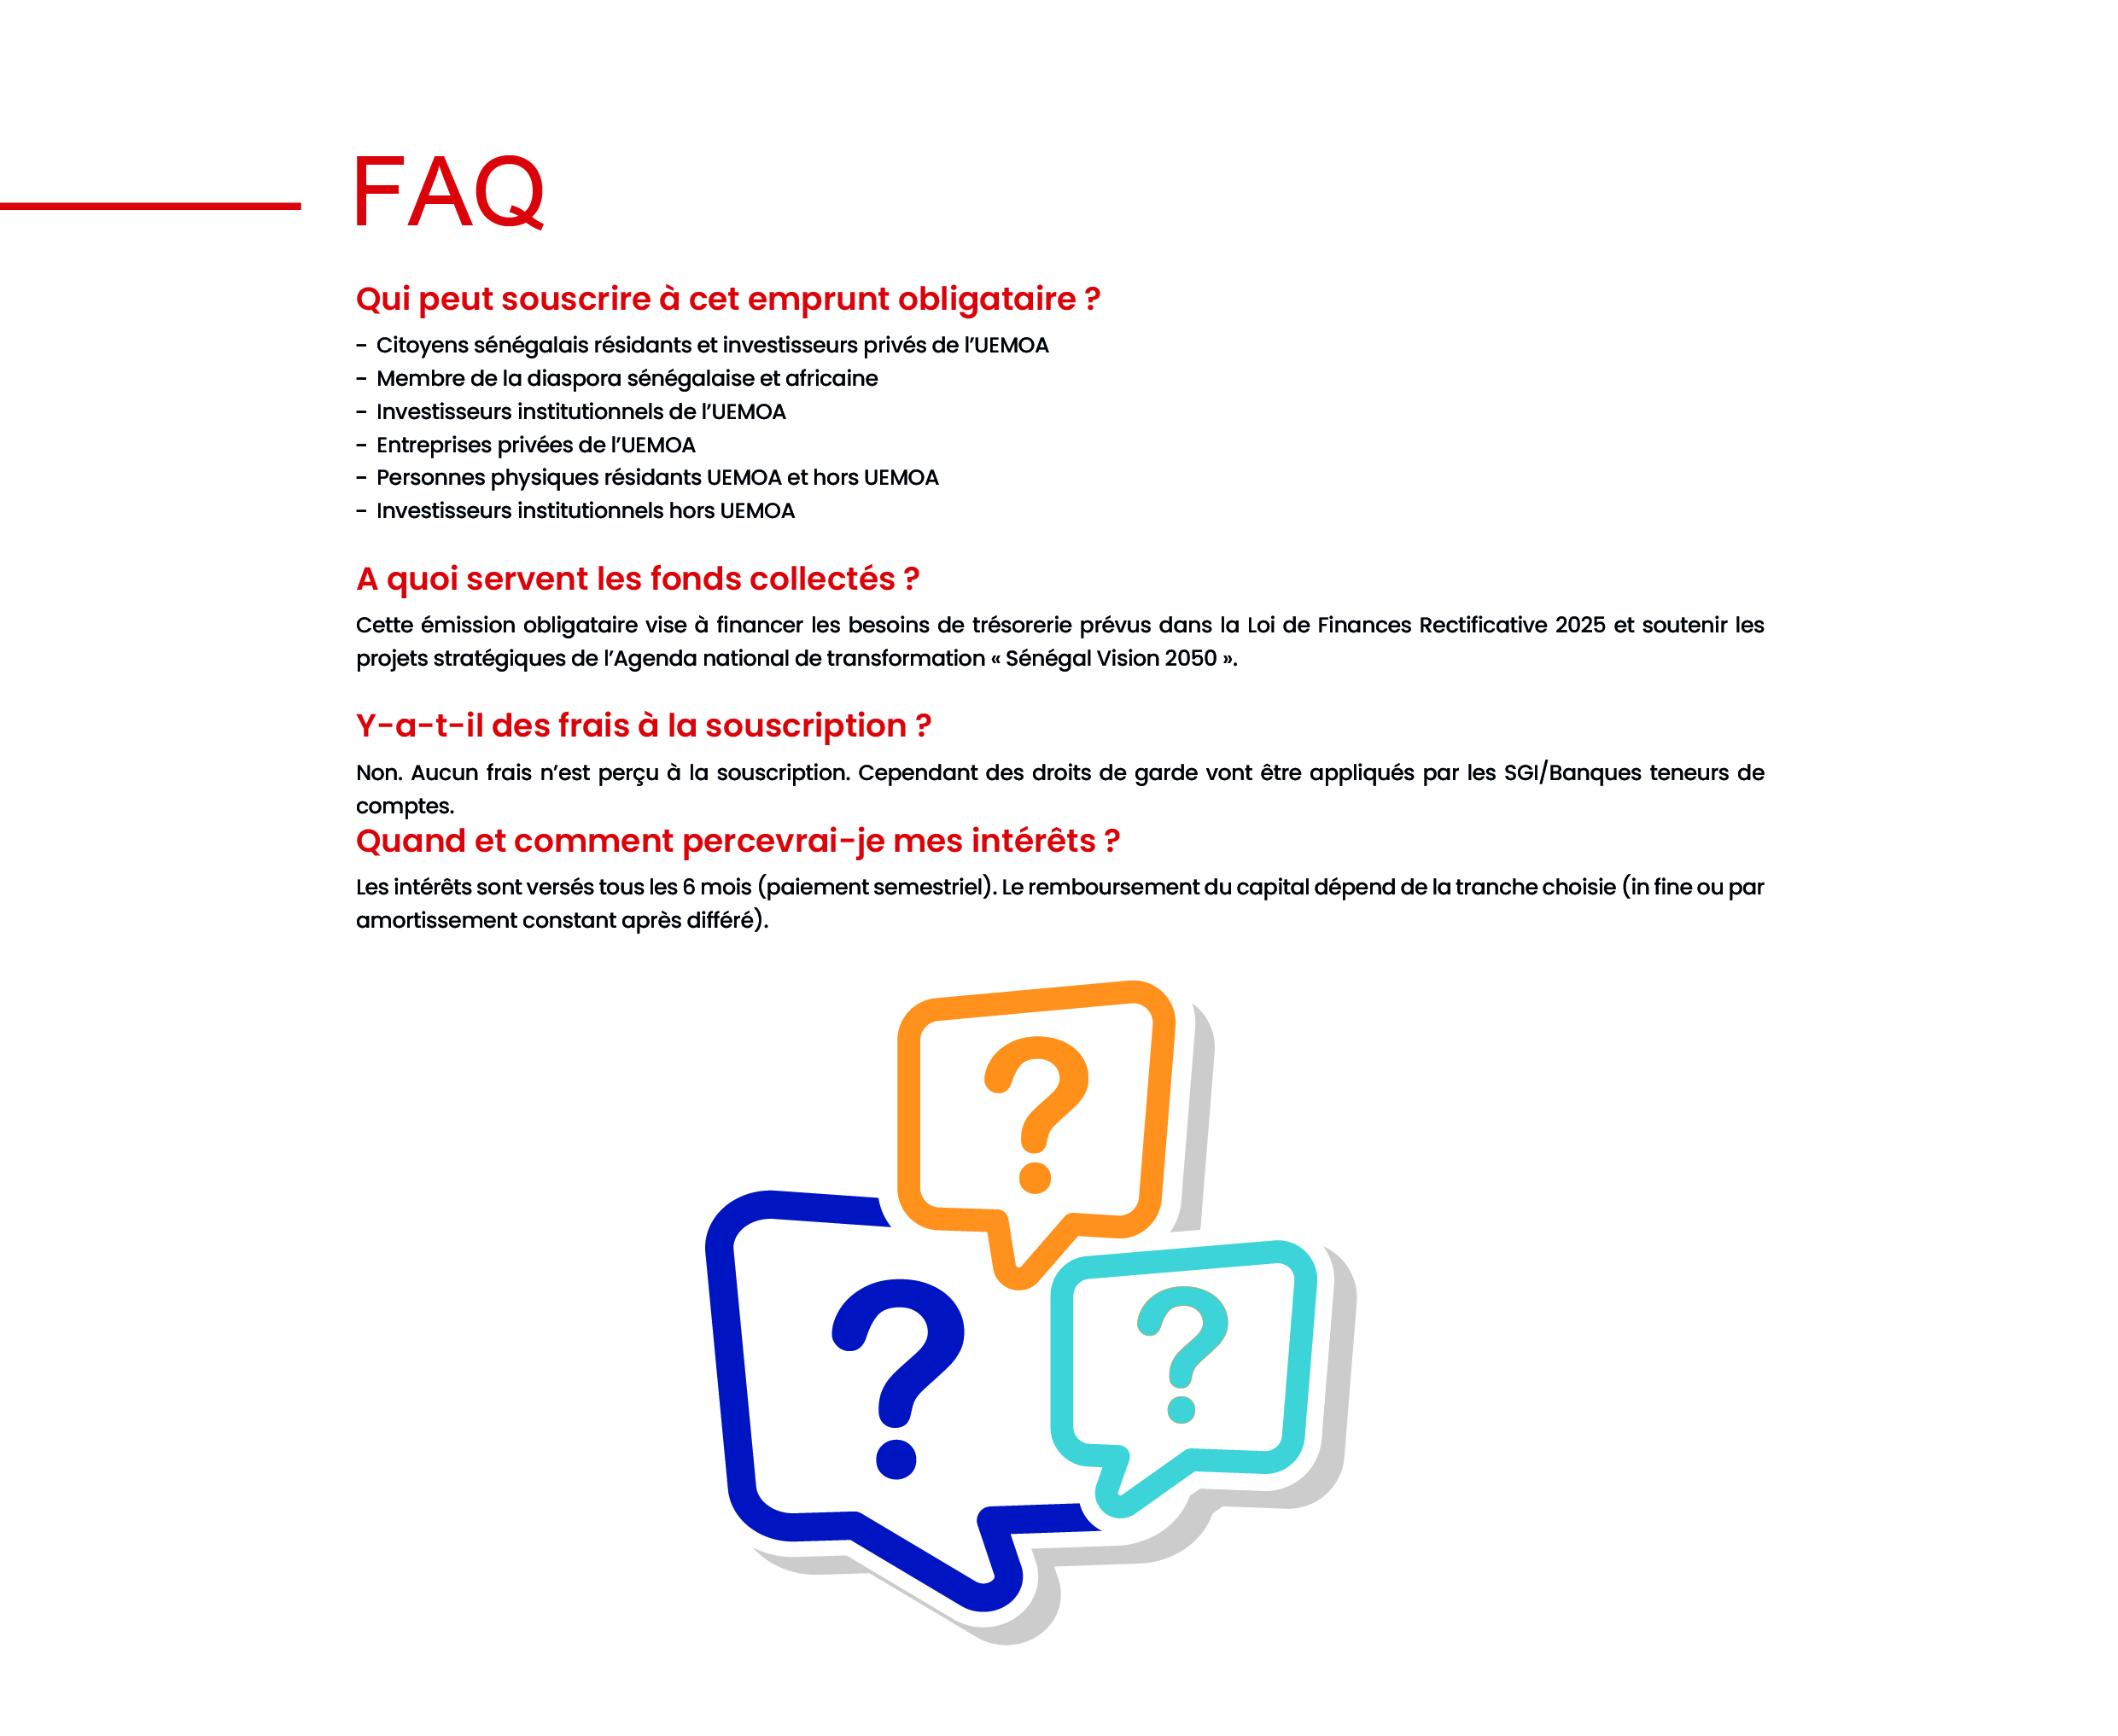 FAQ
Qui peut souscrire à cet emprunt obligataire ?
- Citoyens sénégalais résidants et investisseurs privés de l'UEMOA
- Membre de la diaspora sénégalaise et africaine
- Investisseurs institutionnels de l'UEMOA
- Entreprises privées de l'UEMOA
- Personnes physiques résidants UEMOA et hors UEMOA
- Investisseurs institutionnels hors UEMOA
A quoi servent les fonds collectés ?
Cette émission obligataire vise à financer les besoins de trésorerie prévus dans la Loi de Finances Rectificative 2025 et soutenir les
projets stratégiques de l'Agenda national de transformation « Sénégal Vision 2050 ».
Y-a-t-il des frais à la souscription ?
Non. Aucun frais n'est perçu à la souscription. Cependant des droits de garde vont être appliqués par les SGI/Banques teneurs de
comptes.
Quand et comment percevrai-je mes intérêts ?
Les intérêts sont versés tous les 6 mois (paiement semestriel). Le remboursement du capital dépend de la tranche choisie (in fine ou par
amortissement constant après différé).
?
?
?